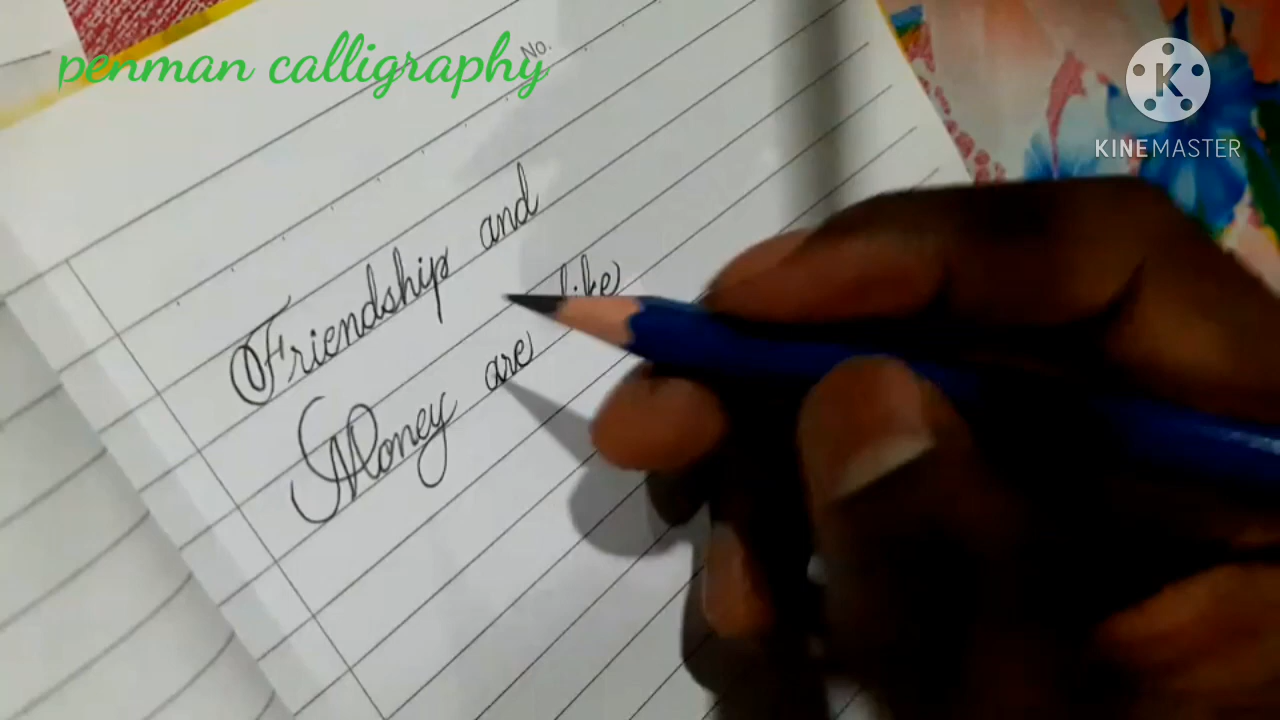 penman calligraphy
No.
K
KINEMASTER
Friendship and
Money are like